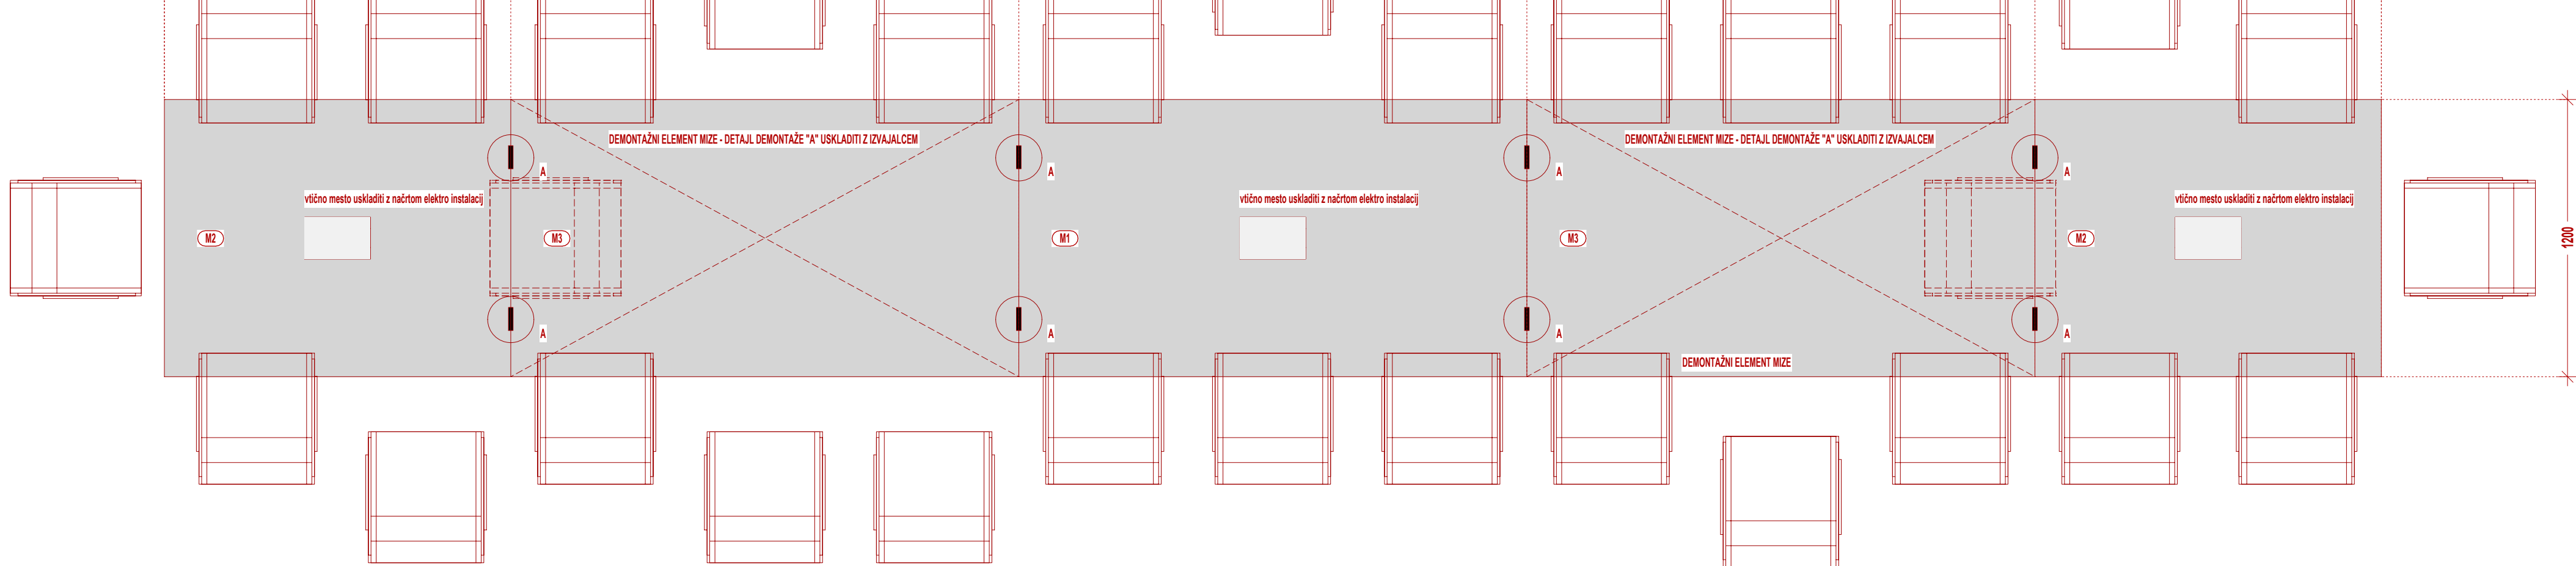 DEMONTAŽNI ELEMENT MIZE - DETAJL DEMONTAŽE "A" USKLADITI Z IZVAJALCEM
DEMONTAŽNI ELEMENT MIZE - DETAJL DEMONTAŽE "A" USKLADITI Z IZVAJALCEM
A
A
A
A
vtično mesto uskladiti z načrtom elektro instalacij
vtično mesto uskladiti z načrtom elektro instalacij
vtično mesto uskladiti z načrtom elektro instalacij
M2
M3
M1
M3
M2
1200
A
A
A
A
DEMONTAŽNI ELEMENT MIZE